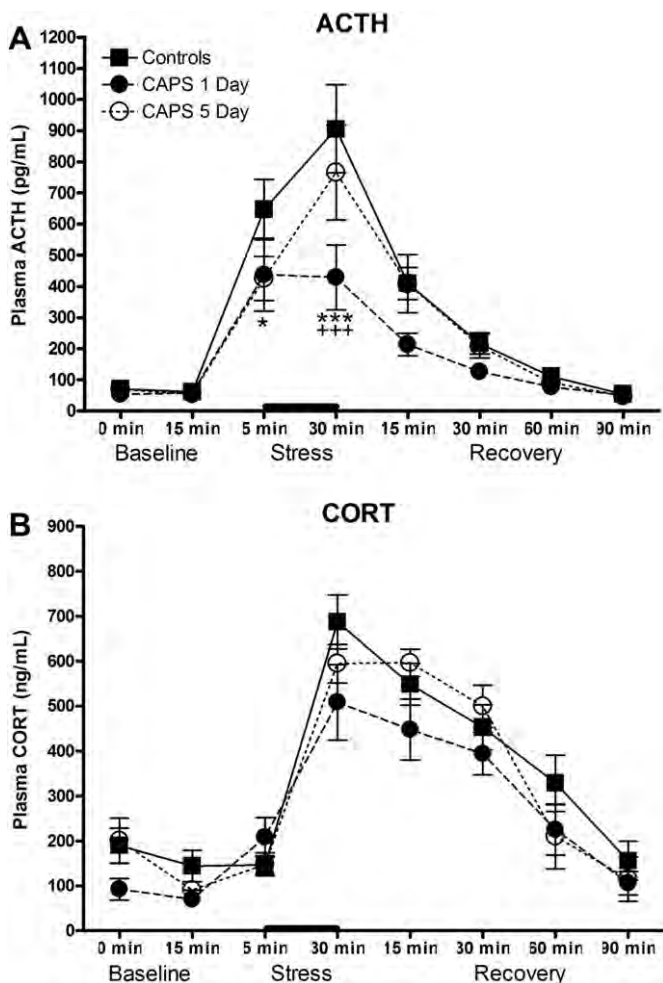 A
ACTH
1200
1100
1000
900
800
700
600
500
400
300
200
100
0
Plasma ACTH (pg/mL)
Controls
CAPS 1 Day
CAPS 5 Day
*
***
+++
0 min 15 min 5 min 30 min 15 min 30 min 60 min 90 min
Baseline Stress Recovery
B
CORT
900
800
700
600
500
400
300
200
100
0
Plasma CORT (ng/mL)
0 min 15 min 5 min 30 min 15 min 30 min 60 min 90 min
Baseline Stress Recovery